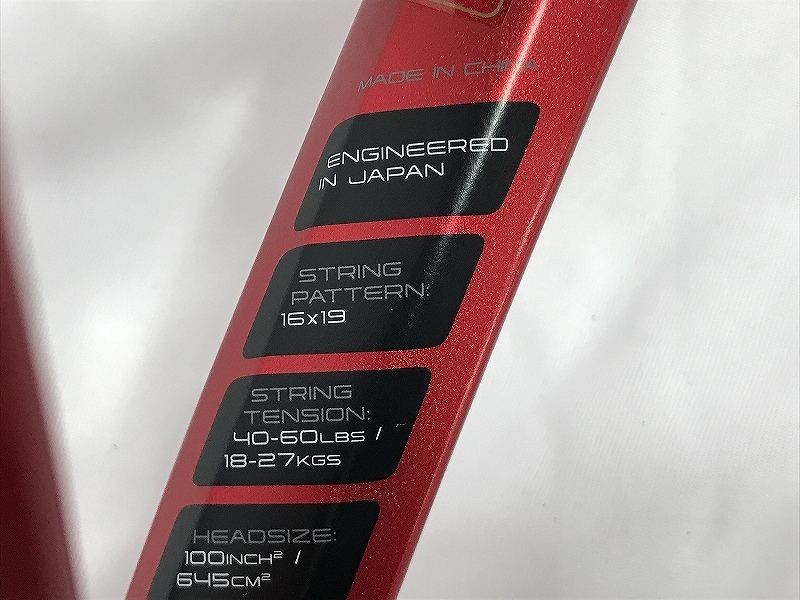 MADE IN CHINA
ENGINEERED
IN JAPAN
STRING
PATTERN:
16x19
STRING
TENSION:
40-60LBS /
18-27KGS
HEADSIZE:
100INCH² /
645CM²